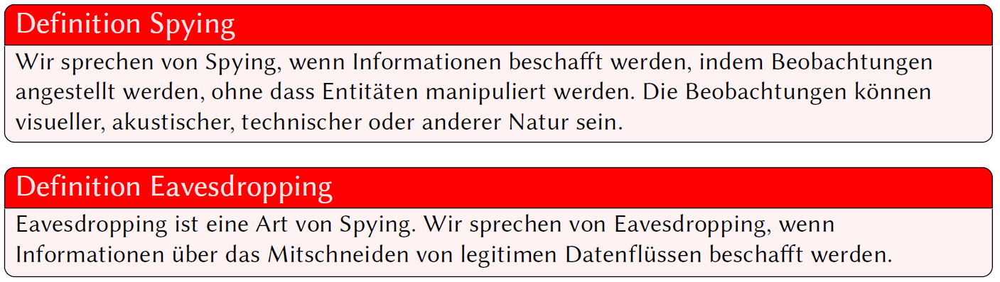 Definition Spying
Wir sprechen von Spying, wenn Informationen beschafft werden, indem Beobachtungen
angestellt werden, ohne dass Entitäten manipuliert werden. Die Beobachtungen können
visueller, akustischer, technischer oder anderer Natur sein.
Definition Eavesdropping
Eavesdropping ist eine Art von Spying. Wir sprechen von Eavesdropping, wenn
Informationen über das Mitschneiden von legitimen Datenflüssen beschafft werden.